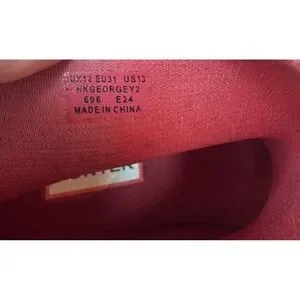 UK12 EU31 US13
HKGEORGEY2
696 E24
MADE IN CHINA